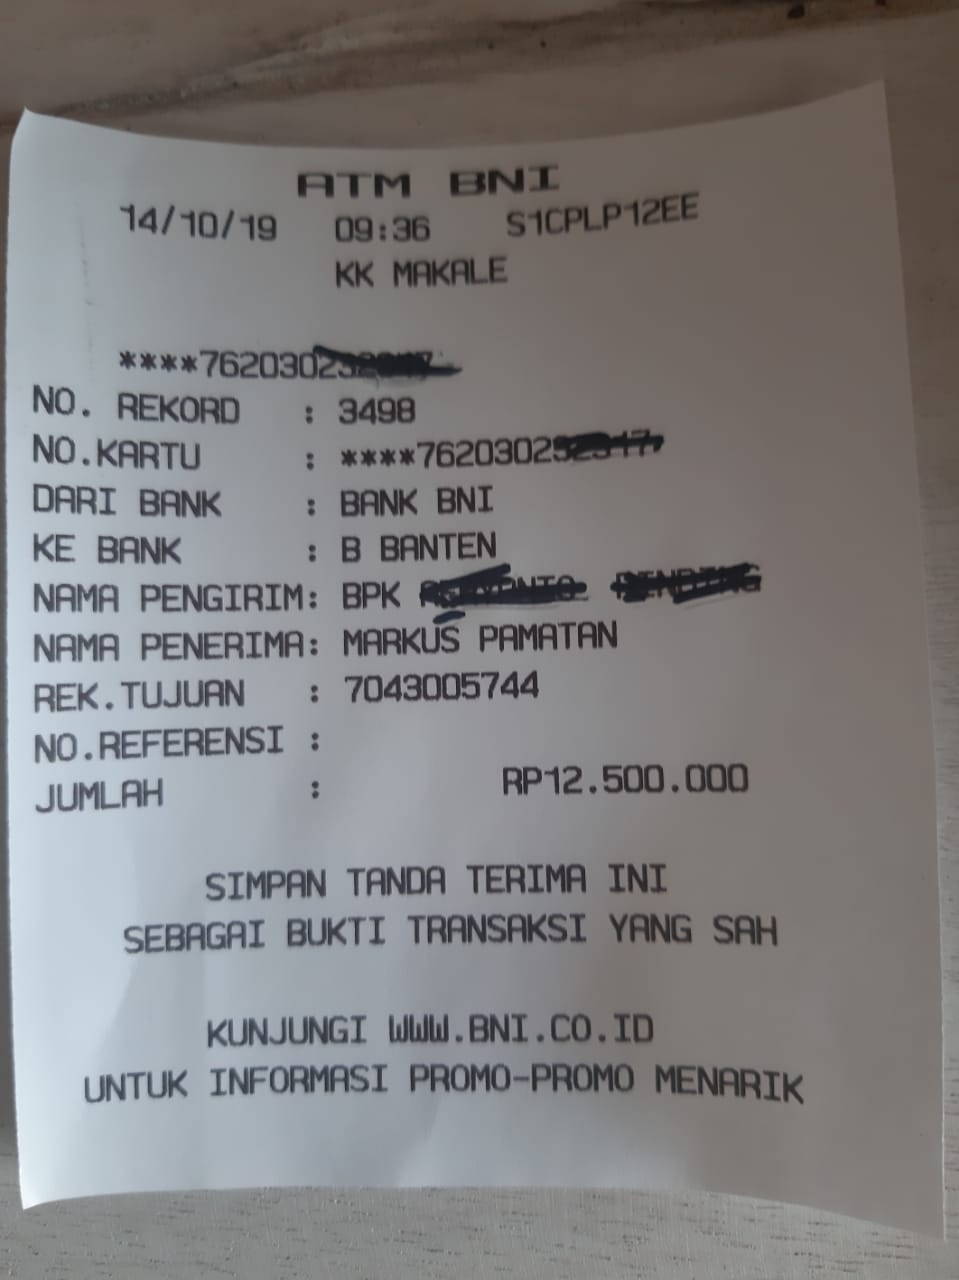 ATM BNI
14/10/19 09:36 S1CPLP12EE
KK MAKALE
****762030
NO. REKORD : 3498
NO.KARTU : ****76203025
DARI BANK : BANK BNI
KE BANK : B BANTEN
NAMA PENGIRIM: BPK
NAMA PENERIMA: MARKUS PAMATAN
REK.TUJUAN : 7043005744
NO.REFERENSI :
JUMLAH : RP12.500.000
SIMPAN TANDA TERIMA INI
SEBAGAI BUKTI TRANSAKSI YANG SAH
KUNJUNGI WWW.BNI.CO.ID
UNTUK INFORMASI PROMO-PROMO MENARIK